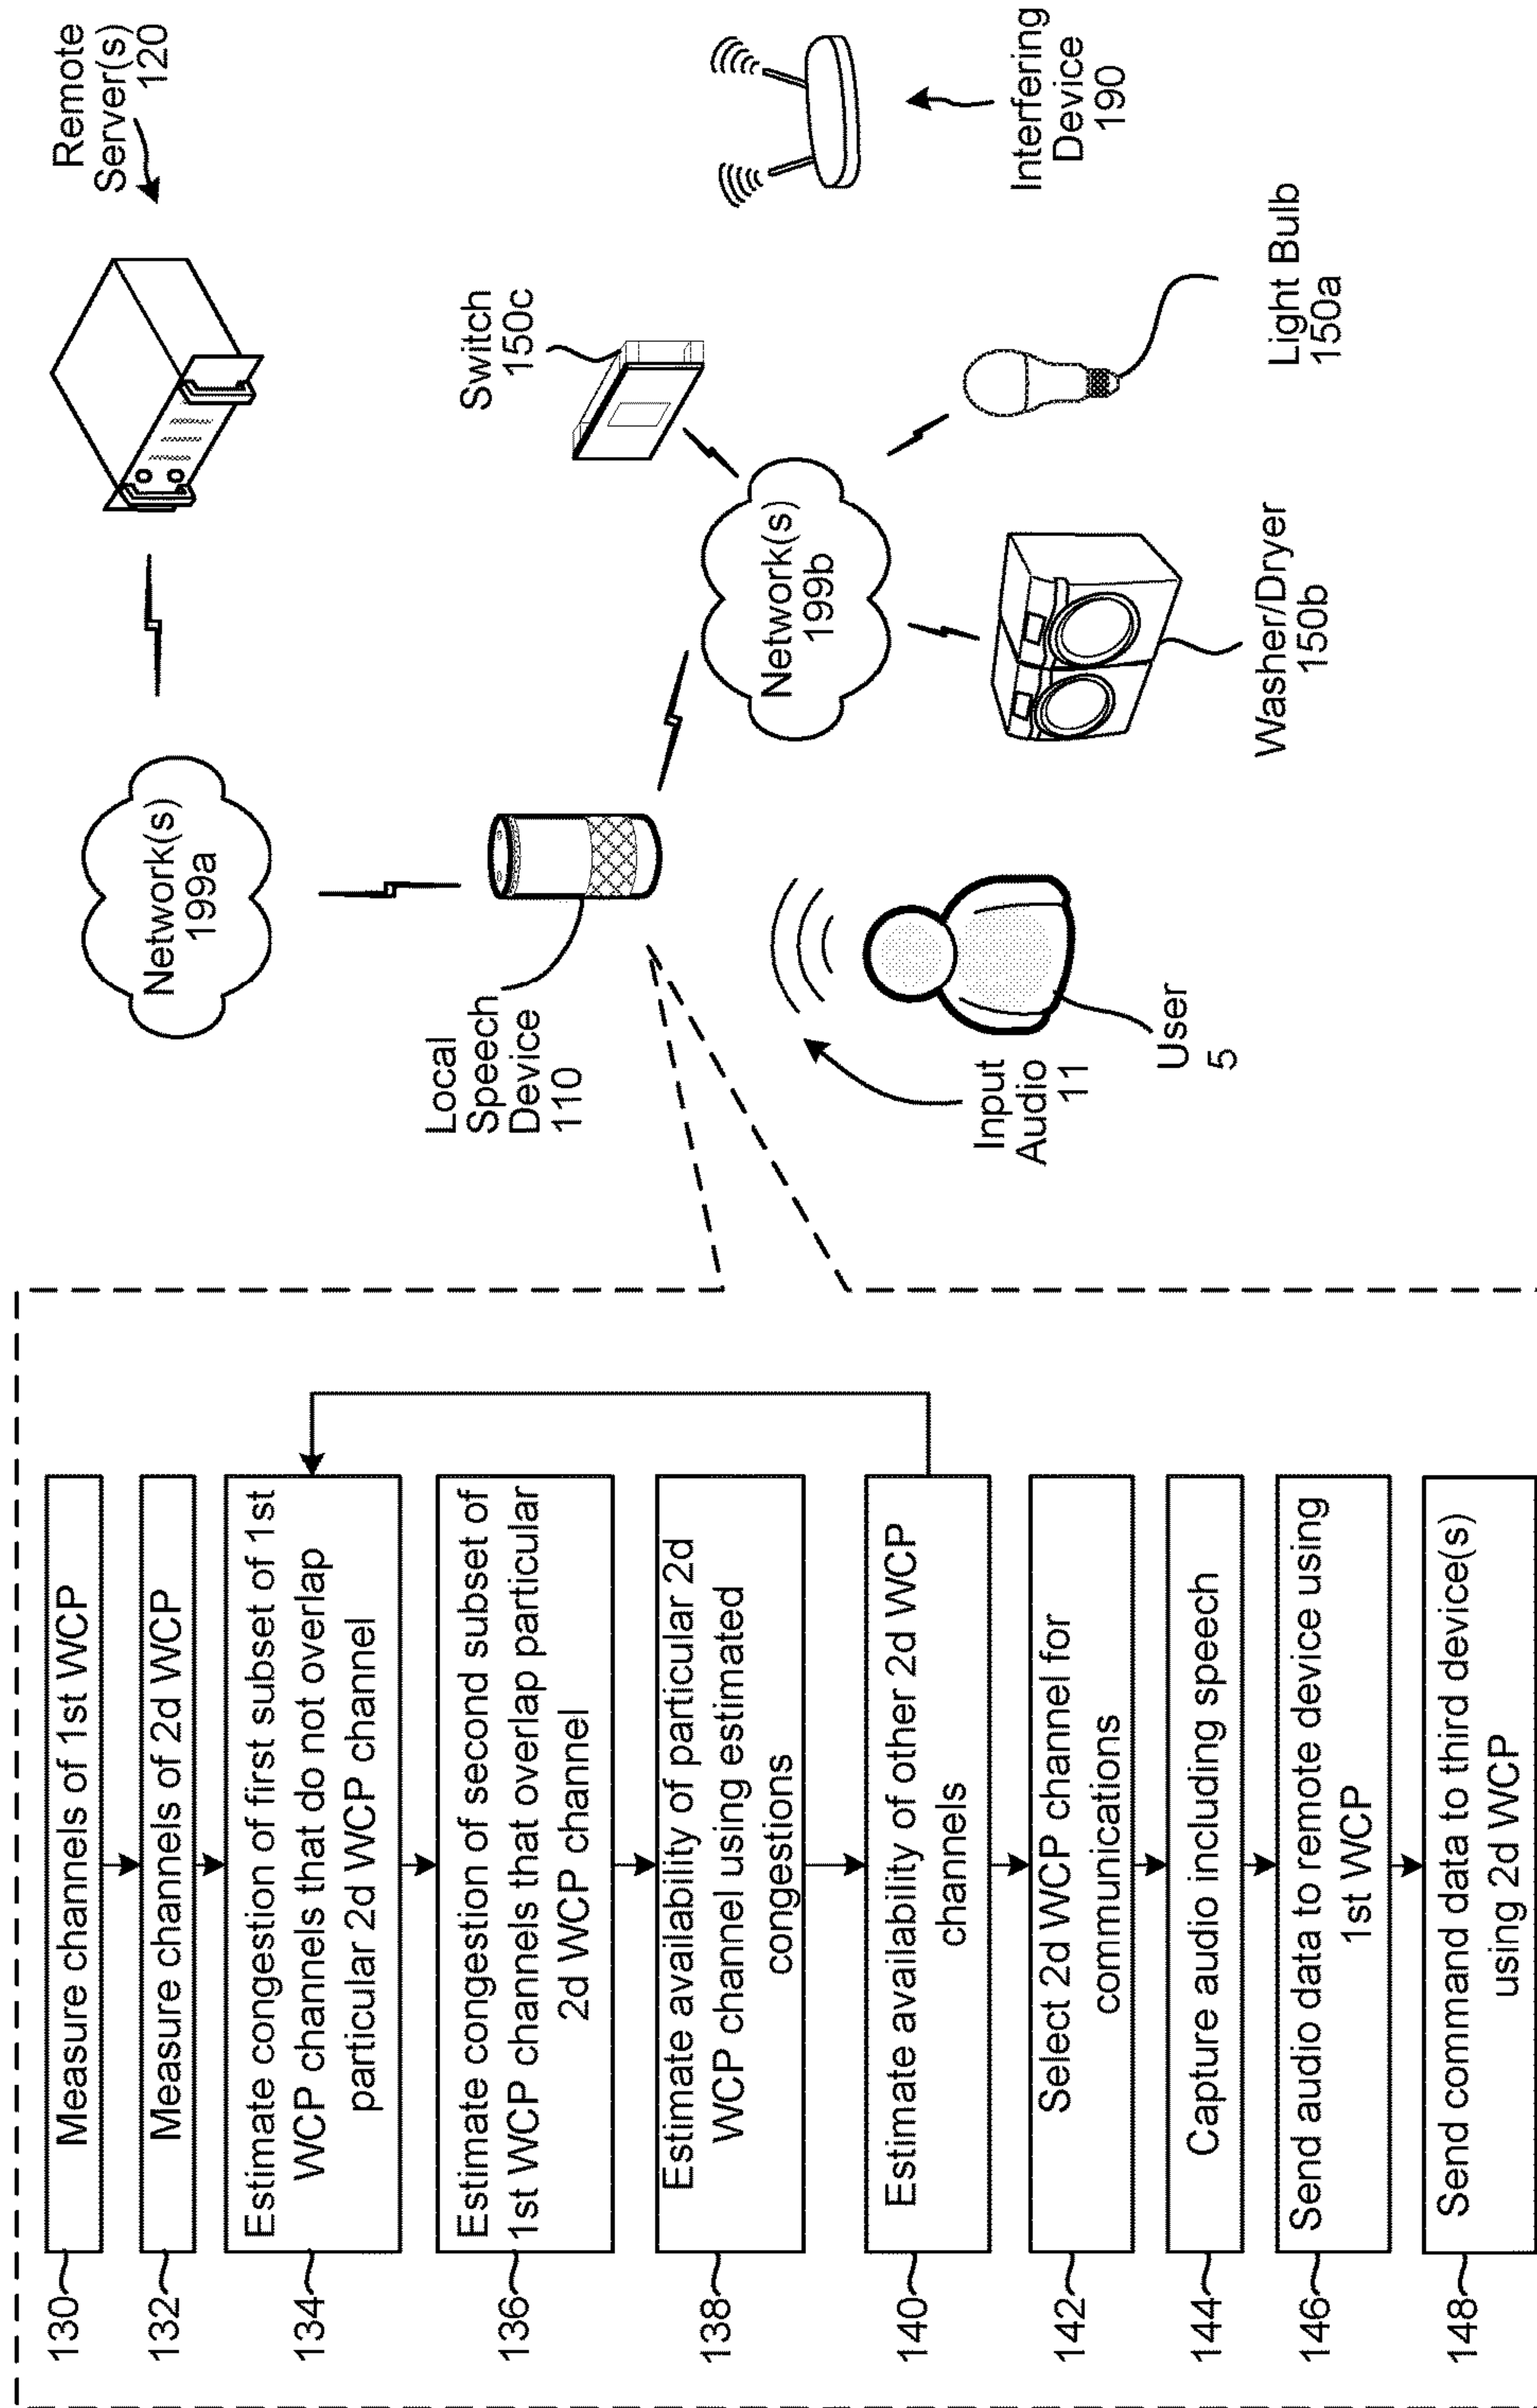 130
Measure channels of 1st WCP
132
Measure channels of 2d WCP
134
Estimate congestion of first subset of 1st
WCP channels that do not overlap
particular 2d WCP channel
136
Estimate congestion of second subset of
1st WCP channels that overlap particular
2d WCP channel
138
Estimate availability of particular 2d
WCP channel using estimated
congestions
140
Estimate availability of other 2d WCP
channels
142
Select 2d WCP channel for
communications
144
Capture audio including speech
146
Send audio data to remote device using
1st WCP
148
Send command data to third device(s)
using 2d WCP
Network(s)
199a
Remote
Server(s)
120
Local
Speech
Device
110
Switch
150c
Network(s)
199b
Input
Audio
11
User
5
Washer/Dryer
150b
Light Bulb
150a
Interfering
Device
190